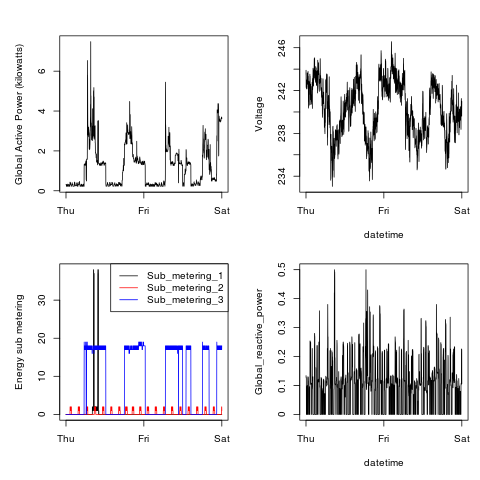 Global Active Power (kilowatts)
0
2
4
6
Thu
Fri
Sat
Voltage
234
238
242
246
Thu
Fri
Sat
datetime
Energy sub metering
0
10
20
30
Sub_metering_1
Sub_metering_2
Sub_metering_3
Thu
Fri
Sat
Global_reactive_power
0.0
0.1
0.2
0.3
0.4
0.5
Thu
Fri
Sat
datetime